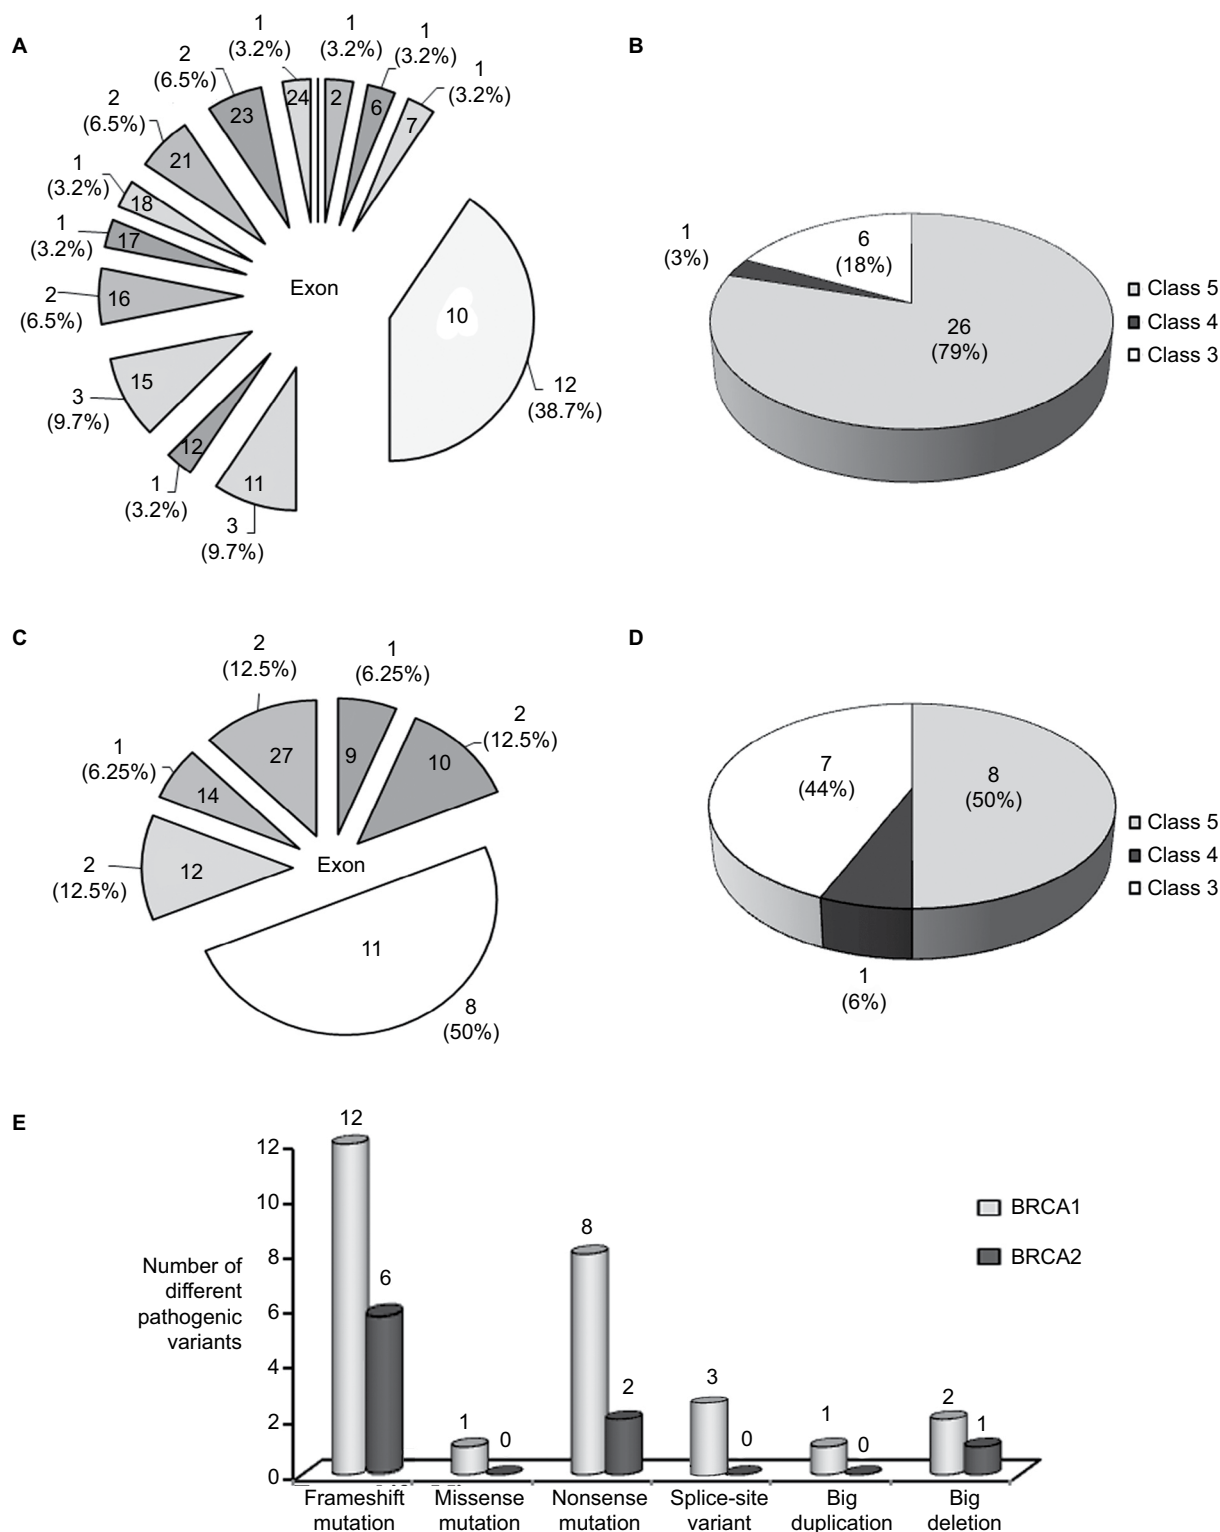 A
1
(3.2%)
1
(3.2%)
1
(3.2%)
1
(3.2%)
2
(6.5%)
2
(6.5%)
1
(3.2%)
1
(3.2%)
2
(6.5%)
3
(9.7%)
1
(3.2%)
3
(9.7%)
12
(38.7%)
24
2
6
7
23
21
18
17
16
15
12
11
10
Exon
B
1
(3%)
6
(18%)
26
(79%)
Class 5
Class 4
Class 3
C
2
(12.5%)
1
(6.25%)
2
(12.5%)
1
(6.25%)
2
(12.5%)
8
(50%)
27
9
10
14
12
11
Exon
D
7
(44%)
8
(50%)
1
(6%)
Class 5
Class 4
Class 3
E
Number of
different
pathogenic
variants
12
10
8
6
4
2
0
12
6
1
0
8
2
3
0
1
0
2
1
BRCA1
BRCA2
Frameshift
mutation
Missense
mutation
Nonsense
mutation
Splice-site
variant
Big
duplication
Big
deletion